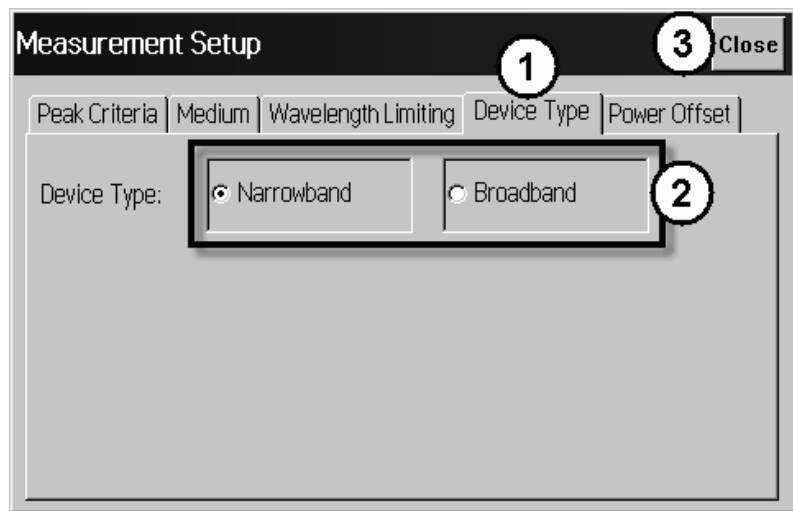 Measurement Setup
3
Close
1
Peak Criteria
Medium
Wavelength Limiting
Device Type
Power Offset
Device Type:
Narrowband
Broadband
2